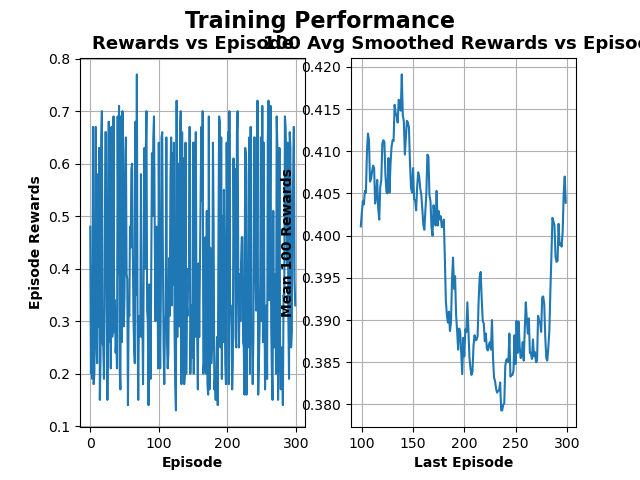 Training Performance
Rewards vs Episode
100 Avg Smoothed Rewards vs Episo
Episode Rewards
0.8
0.7
0.6
0.5
0.4
0.3
0.2
0.1
0 100 200 300
Episode
Mean 100 Rewards
0.420
0.415
0.410
0.405
0.400
0.395
0.390
0.385
0.380
100 150 200 250 300
Last Episode